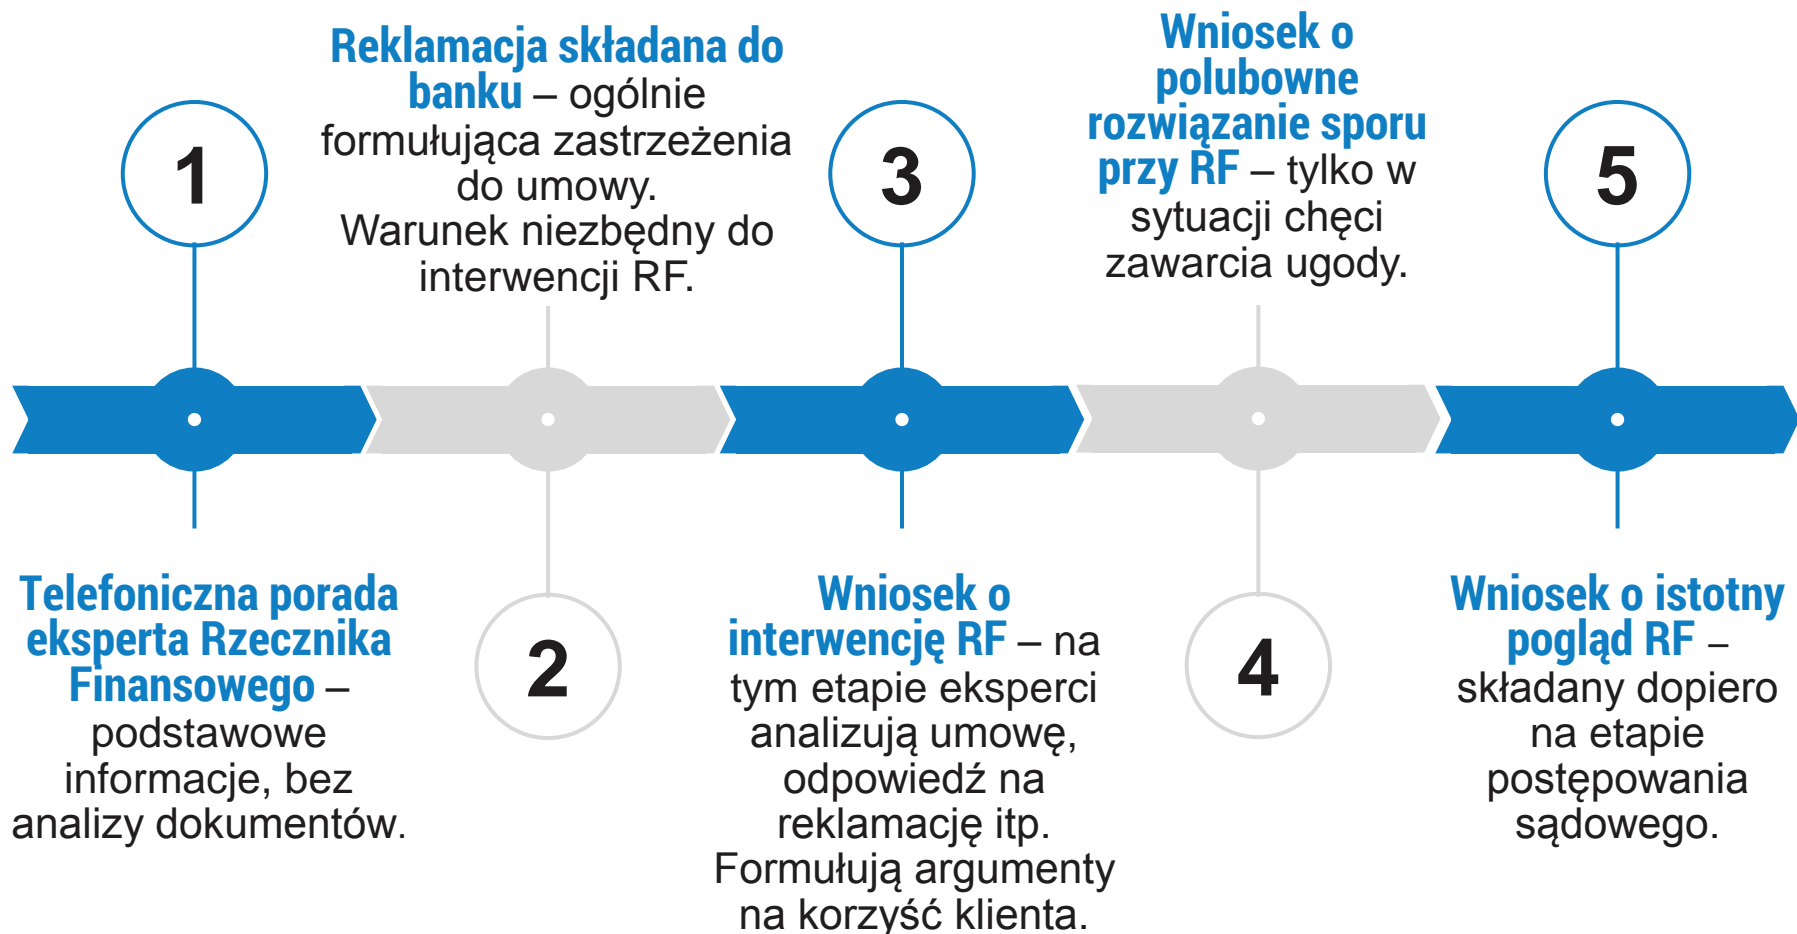 1
Telefoniczna porada
eksperta Rzecznika
Finansowego –
podstawowe
informacje, bez
analizy dokumentów.
Reklamacja składana do
banku – ogólnie
formułująca zastrzeżenia
do umowy.
Warunek niezbędny do
interwencji RF.
2
3
Wniosek o
interwencję RF – na
tym etapie eksperci
analizują umowę,
odpowiedź na
reklamację itp.
Formułują argumenty
na korzyść klienta.
Wniosek o
polubowne
rozwiązanie sporu
przy RF – tylko w
sytuacji chęci
zawarcia ugody.
4
5
Wniosek o istotny
pogląd RF –
składany dopiero
na etapie
postępowania
sądowego.